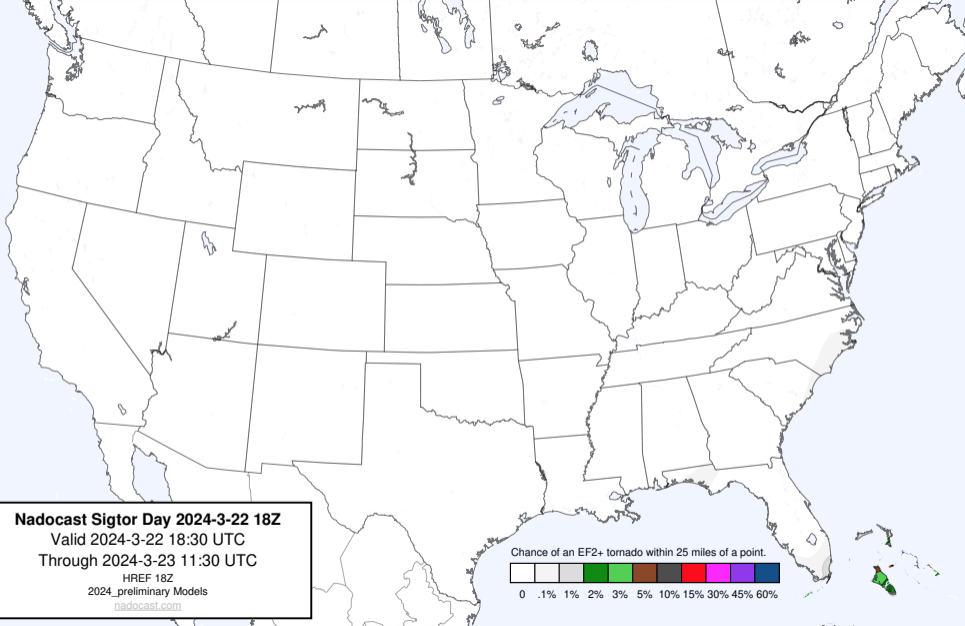 Nadocast Sigtor Day 2024-3-22 18Z
Valid 2024-3-22 18:30 UTC
Through 2024-3-23 11:30 UTC
HREF 18Z
2024_preliminary Models
nadocast.com
Chance of an EF2+ tornado within 25 miles of a point.
0 .1% 1% 2% 3% 5% 10% 15% 30% 45% 60%